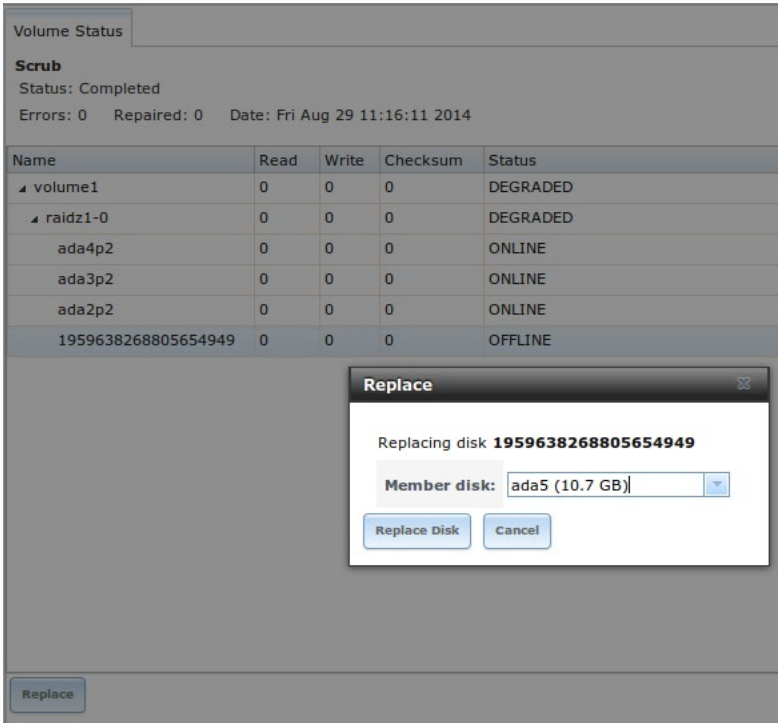 Volume Status
Scrub
Status: Completed
Errors: 0 Repaired: 0 Date: Fri Aug 29 11:16:11 2014
Name Read Write Checksum Status
volume1 0 0 0 DEGRADED
raidz1-0 0 0 0 DEGRADED
ada4p2 0 0 0 ONLINE
ada3p2 0 0 0 ONLINE
ada2p2 0 0 0 ONLINE
1959638268805654949 0 0 0 OFFLINE
Replace
Replacing disk 1959638268805654949
Member disk: ada5 (10.7 GB)
Replace Disk Cancel
Replace